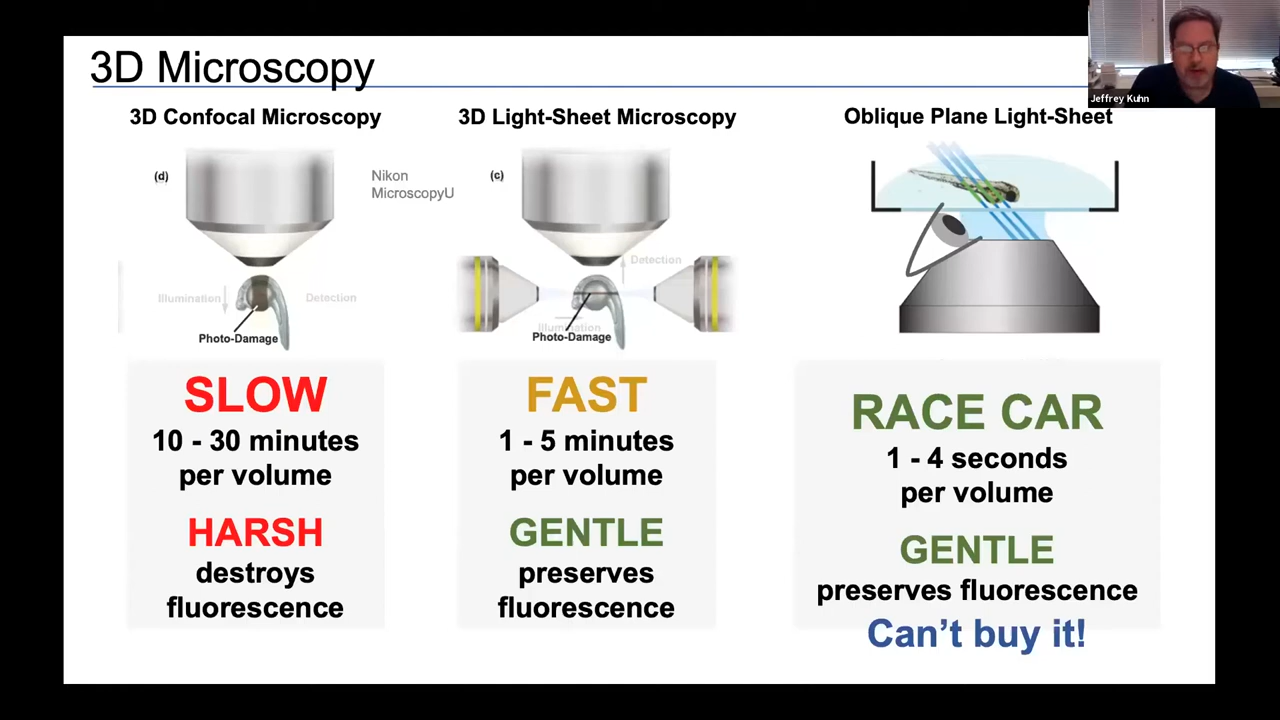 3D Microscopy
Jeffrey Kuhn
3D Confocal Microscopy
(d)
Nikon
MicroscopyU
Illumination
Detection
Photo-Damage
SLOW
10 - 30 minutes
per volume
HARSH
destroys
fluorescence
3D Light-Sheet Microscopy
(c)
Detection
Illumination
Photo-Damage
FAST
1 - 5 minutes
per volume
GENTLE
preserves
fluorescence
Oblique Plane Light-Sheet
RACE CAR
1 - 4 seconds
per volume
GENTLE
preserves fluorescence
Can’t buy it!